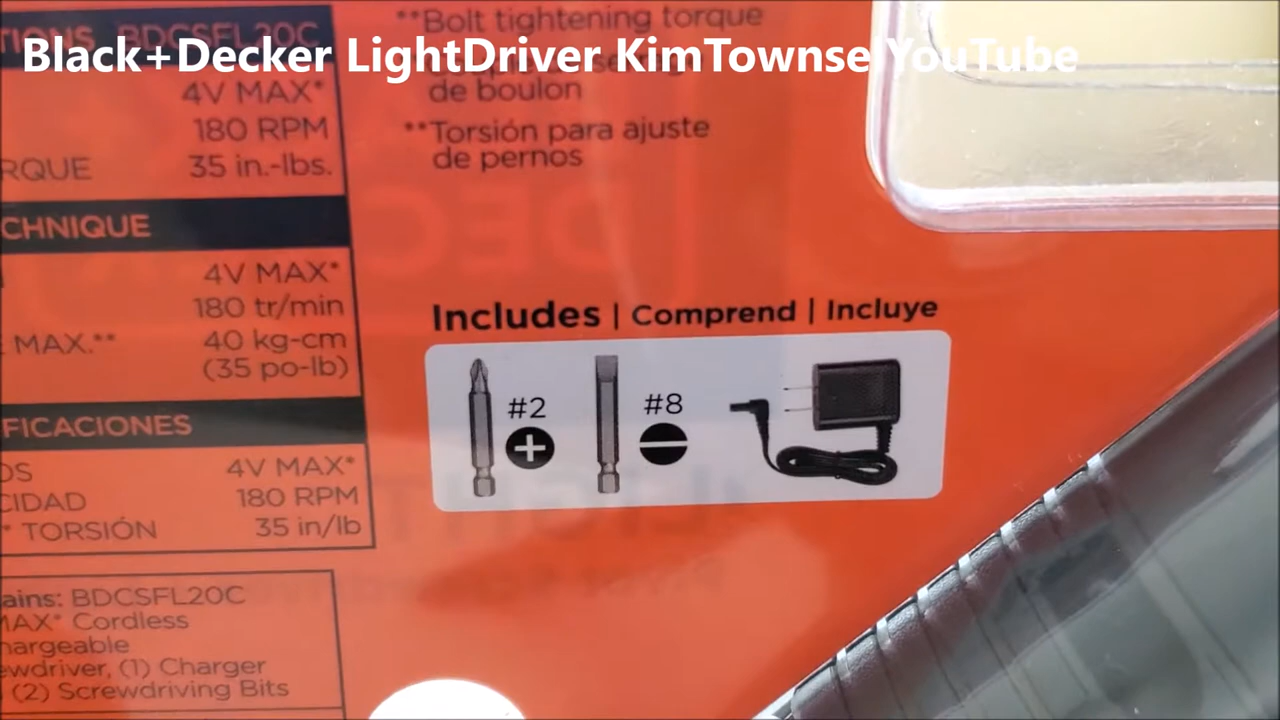 Black+Decker LightDriver KimTownsel YouTube
BDCSFL20C
4V MAX*
180 RPM
RQUE 35 in.-lbs.
CHNIQUE
4V MAX*
180 tr/min
MAX.** 40 kg-cm
(35 po-lb)
FICACIONES
OS 4V MAX*
CIDAD 180 RPM
* TORSIÓN 35 in/lb
ains: BDCSFL20C
MAX* Cordless
hargeable
ewdriver, (1) Charger
(2) Screwdriving Bits
**Bolt tightening torque
de boulon
**Torsión para ajuste
de pernos
Includes | Comprend | Incluye
#2
#8